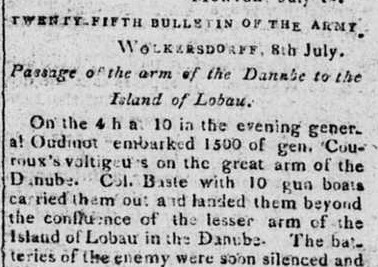 TWENTY-FIFTH BULLETIN OF THE ARMY.
WOLKERSDORFF, 8th July.
Passage of the arm of the Danube to the
Island of Lobau.
On the 4 h at 10 in the evening gener-
al Oudinot embarked 1500 of gen. Cou-
roux's voltigeurs on the great arm of the
Danube. Col. Baste with 10 gun boats
carried them out and landed them beyond
the confluence of the lesser arm of the
Island of Lobau in the Danube. The bat-
teries of the enemy were soon silenced and